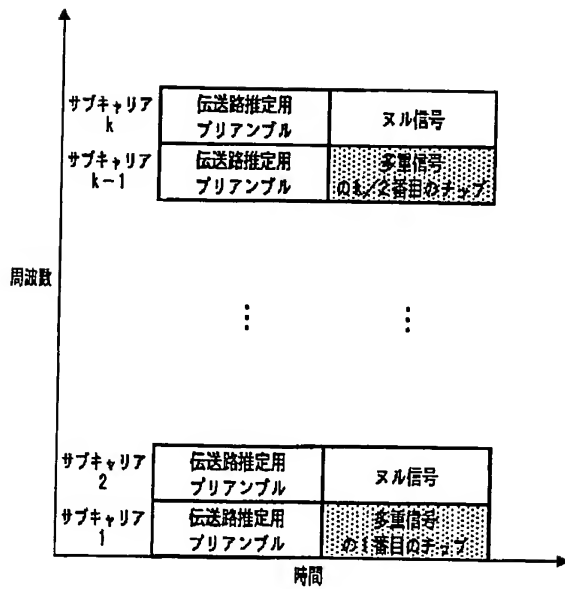 サブキャリア
k
伝送路推定用
プリアンブル
ヌル信号
サブキャリア
k-1
伝送路推定用
プリアンブル
多重信号
のk/2番目のチップ
周波数
サブキャリア
2
伝送路推定用
プリアンブル
ヌル信号
サブキャリア
1
伝送路推定用
プリアンブル
多重信号
の1番目のチップ
時間